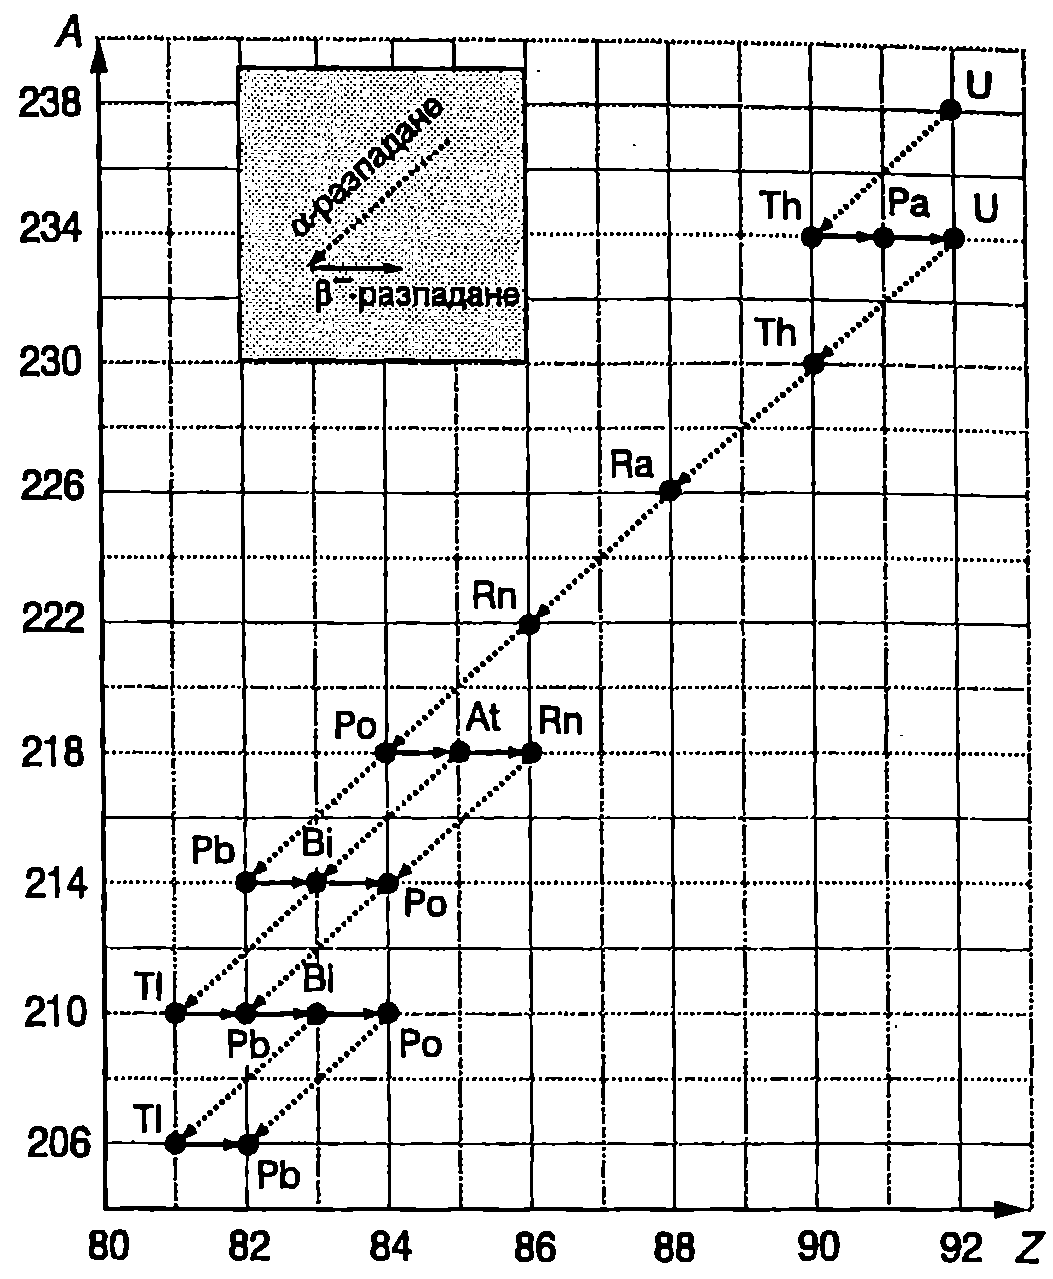 A
238
U
α-разпадане
β⁻-разпадане
Th
Pa
U
234
Th
230
Ra
226
Rn
222
Po
At
Rn
218
Pb
Bi
Po
214
Tl
Bi
210
Pb
Po
Tl
206
Pb
80
82
84
86
88
90
92
Z